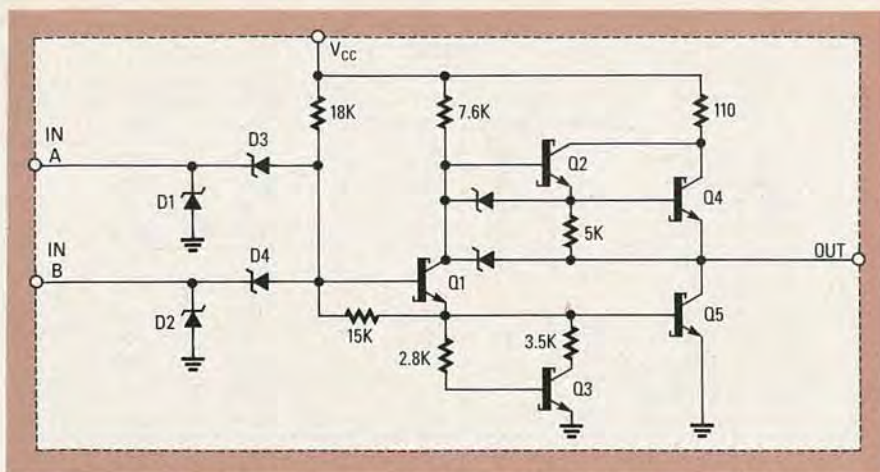 V_CC
18K
7.6K
110
IN
A
D3
Q2
D1
Q4
5K
IN
B
D4
OUT
Q1
D2
Q5
15K
2.8K
3.5K
Q3